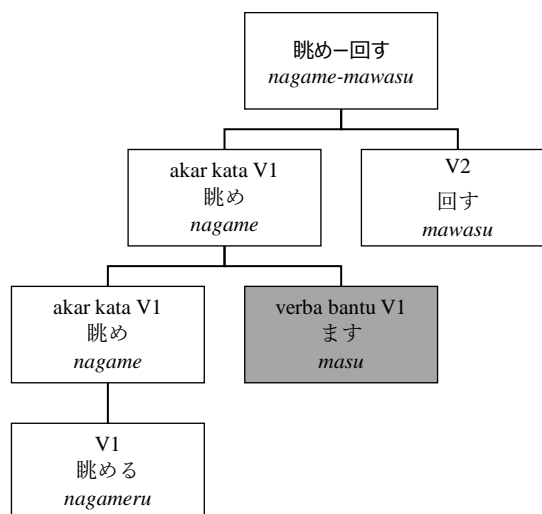 眺めー回す
nagame-mawasu
akar kata V1
眺め
nagame
V2
回す
mawasu
akar kata V1
眺め
nagame
verba bantu V1
ます
masu
V1
眺める
nagameru